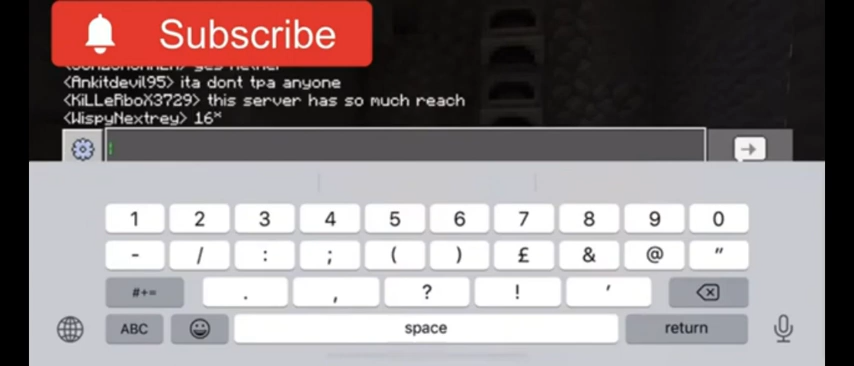 Subscribe
<Ankitdevil95> ita dont tpa anyone
<KiLLeRboX3729> this server has so much reach
<WispyNextrey> 16*
1 2 3 4 5 6 7 8 9 0
- / : ; ( ) £ & @ "
#+= . , ? ! '
ABC space return